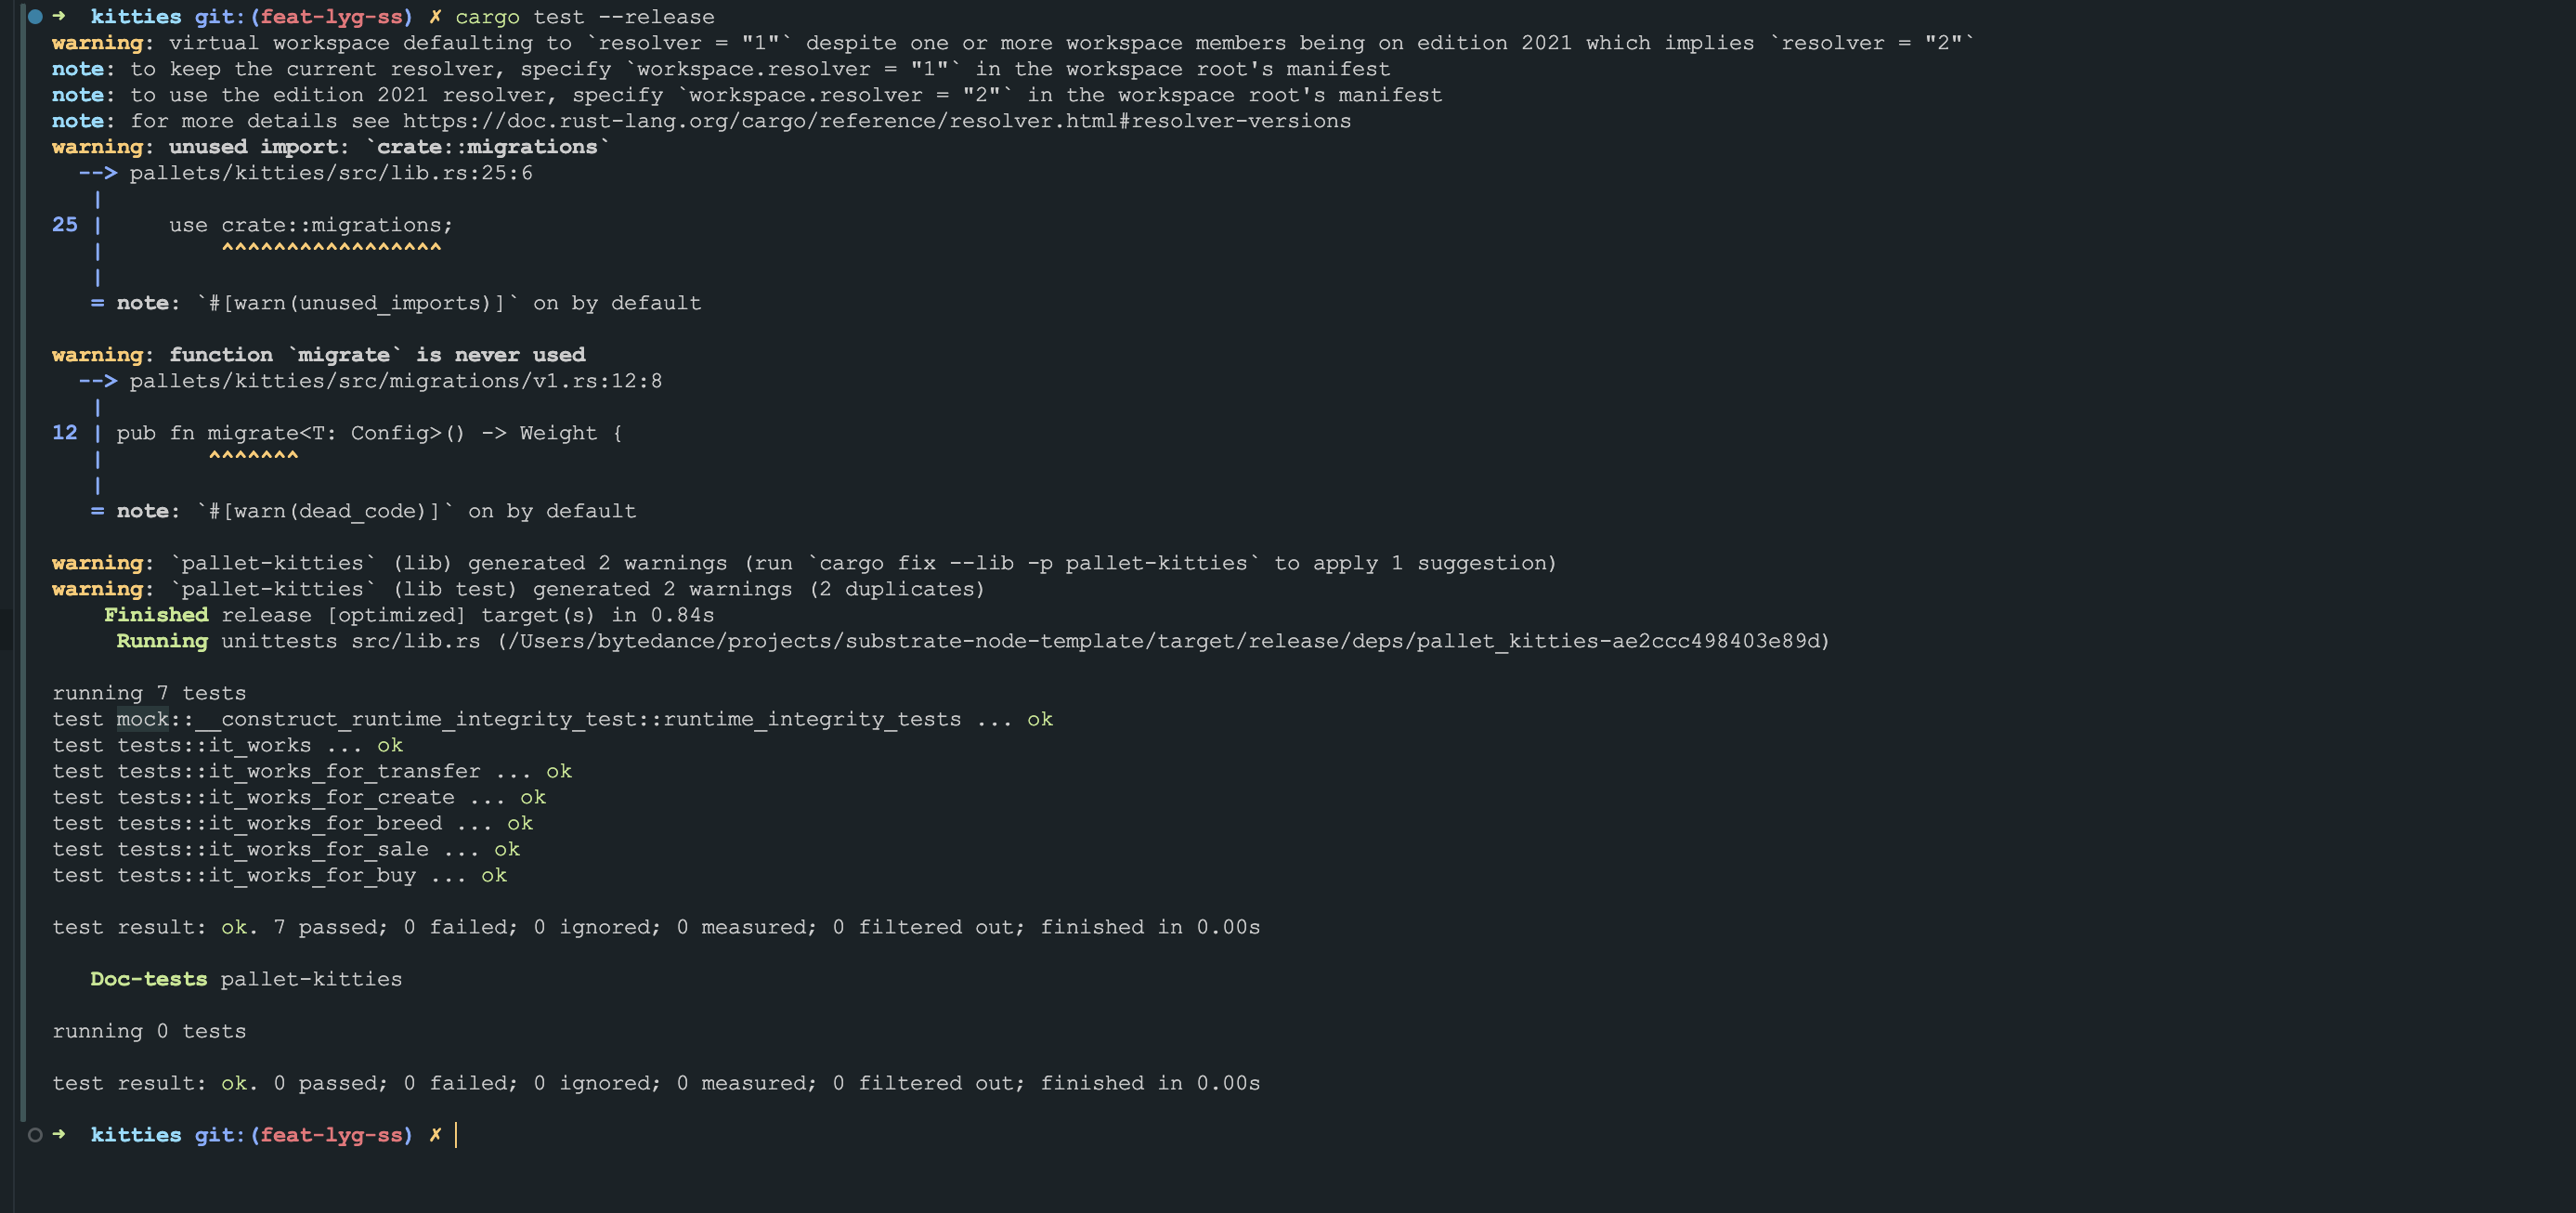 ➜  kitties git:(feat-lyg-ss) ✗ cargo test --release
warning: virtual workspace defaulting to `resolver = "1"` despite one or more workspace members being on edition 2021 which implies `resolver = "2"`
note: to keep the current resolver, specify `workspace.resolver = "1"` in the workspace root's manifest
note: to use the edition 2021 resolver, specify `workspace.resolver = "2"` in the workspace root's manifest
note: for more details see https://doc.rust-lang.org/cargo/reference/resolver.html#resolver-versions
warning: unused import: `crate::migrations`
  --> pallets/kitties/src/lib.rs:25:6
   |
25 |     use crate::migrations;
   |         ^^^^^^^^^^^^^^^^^
   |
   = note: `#[warn(unused_imports)]` on by default

warning: function `migrate` is never used
  --> pallets/kitties/src/migrations/v1.rs:12:8
   |
12 | pub fn migrate<T: Config>() -> Weight {
   |        ^^^^^^^
   |
   = note: `#[warn(dead_code)]` on by default

warning: `pallet-kitties` (lib) generated 2 warnings (run `cargo fix --lib -p pallet-kitties` to apply 1 suggestion)
warning: `pallet-kitties` (lib test) generated 2 warnings (2 duplicates)
    Finished release [optimized] target(s) in 0.84s
     Running unittests src/lib.rs (/Users/bytedance/projects/substrate-node-template/target/release/deps/pallet_kitties-ae2ccc498403e89d)

running 7 tests
test mock::__construct_runtime_integrity_test::runtime_integrity_tests ... ok
test tests::it_works ... ok
test tests::it_works_for_transfer ... ok
test tests::it_works_for_create ... ok
test tests::it_works_for_breed ... ok
test tests::it_works_for_sale ... ok
test tests::it_works_for_buy ... ok

test result: ok. 7 passed; 0 failed; 0 ignored; 0 measured; 0 filtered out; finished in 0.00s

   Doc-tests pallet-kitties

running 0 tests

test result: ok. 0 passed; 0 failed; 0 ignored; 0 measured; 0 filtered out; finished in 0.00s

➜  kitties git:(feat-lyg-ss) ✗